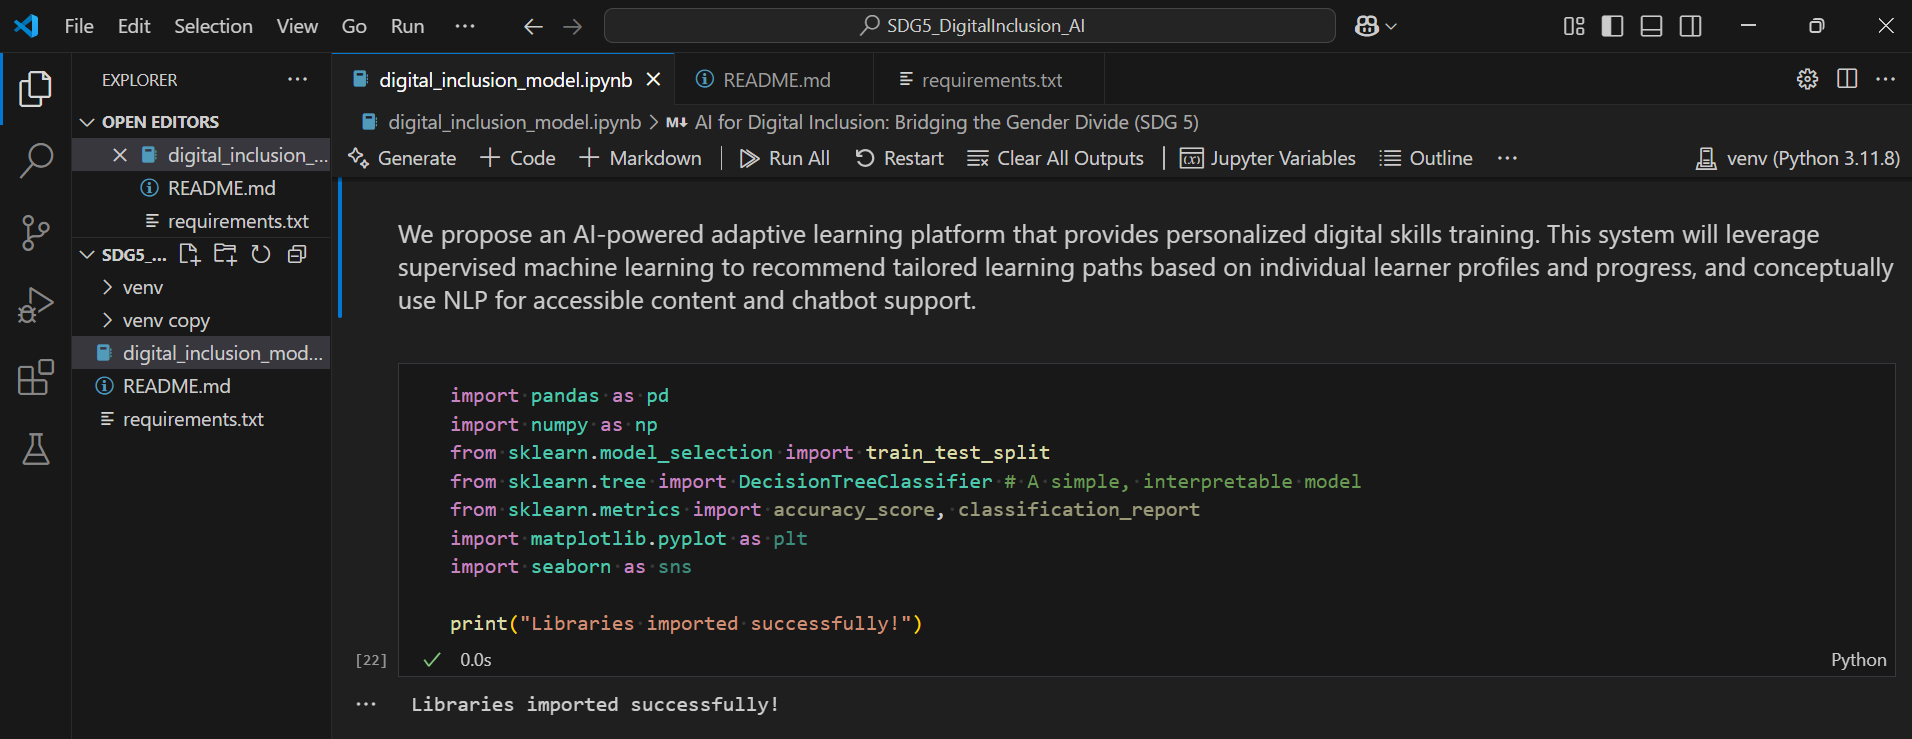 File Edit Selection View Go Run ··· SDG5_DigitalInclusion_AI
EXPLORER ···
OPEN EDITORS
digital_inclusion_...
README.md
requirements.txt
SDG5_...
venv
venv copy
digital_inclusion_mod...
README.md
requirements.txt
digital_inclusion_model.ipynb README.md requirements.txt
digital_inclusion_model.ipynb > M↓ AI for Digital Inclusion: Bridging the Gender Divide (SDG 5)
Generate + Code + Markdown Run All Restart Clear All Outputs Jupyter Variables Outline ··· venv (Python 3.11.8)
We propose an AI-powered adaptive learning platform that provides personalized digital skills training. This system will leverage
supervised machine learning to recommend tailored learning paths based on individual learner profiles and progress, and conceptually
use NLP for accessible content and chatbot support.
import pandas as pd
import numpy as np
from sklearn.model_selection import train_test_split
from sklearn.tree import DecisionTreeClassifier # A simple, interpretable model
from sklearn.metrics import accuracy_score, classification_report
import matplotlib.pyplot as plt
import seaborn as sns
print("Libraries imported successfully!")
[22] ✓ 0.0s Python
··· Libraries imported successfully!